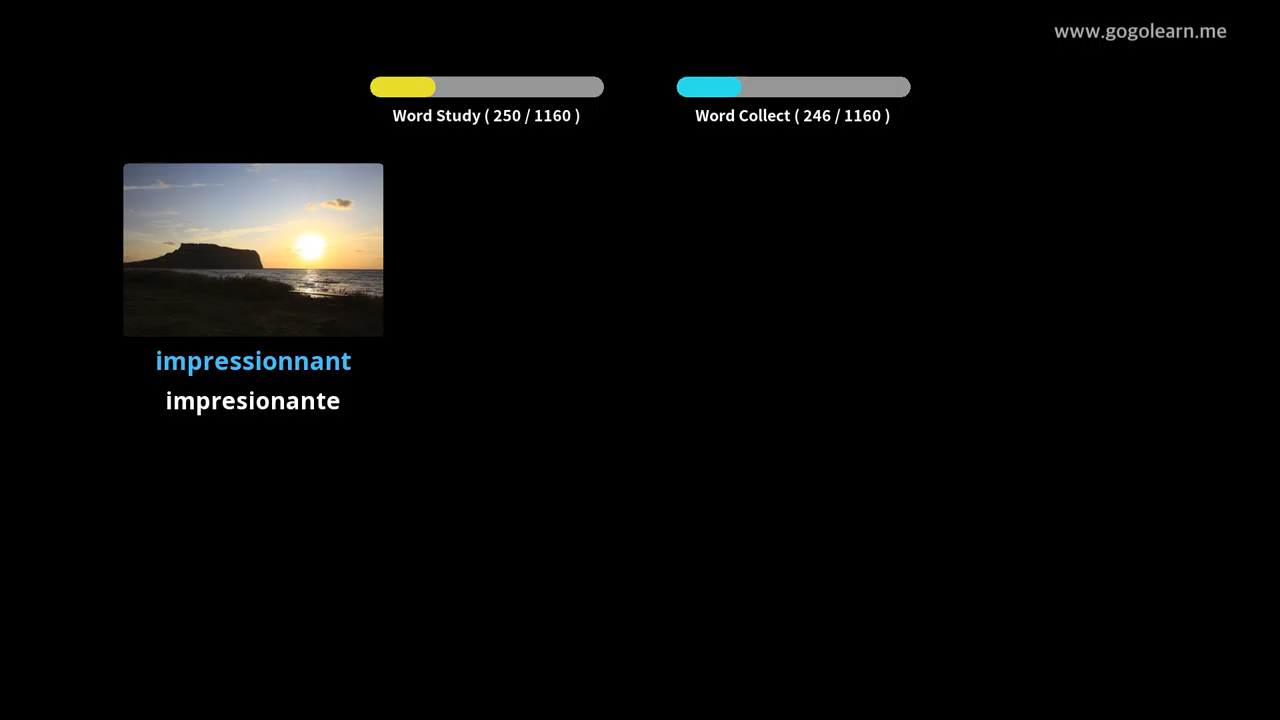 www.gogolearn.me
Word Study ( 250 / 1160 )
Word Collect ( 246 / 1160 )
impressionnant
impresionante